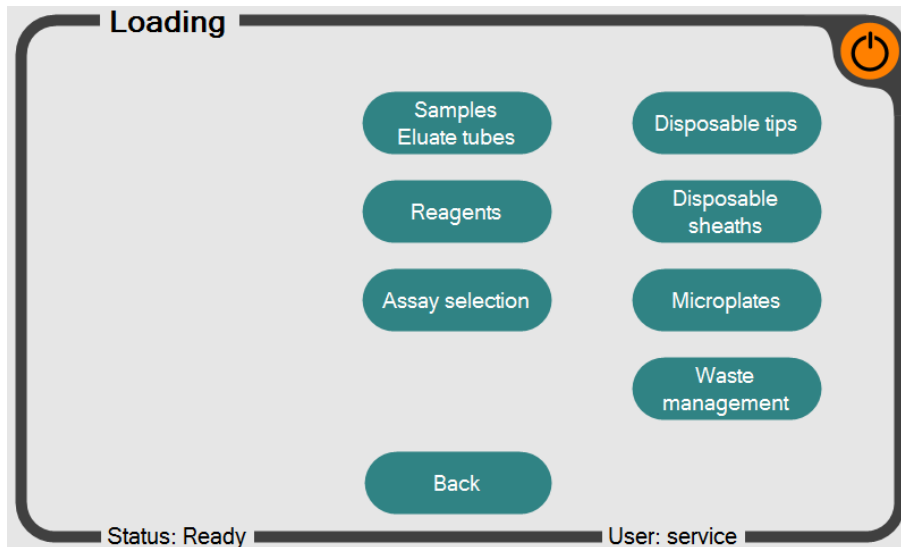 Loading
Samples
Eluate tubes
Disposable tips
Reagents
Disposable
sheaths
Assay selection
Microplates
Waste
management
Back
Status: Ready
User: service